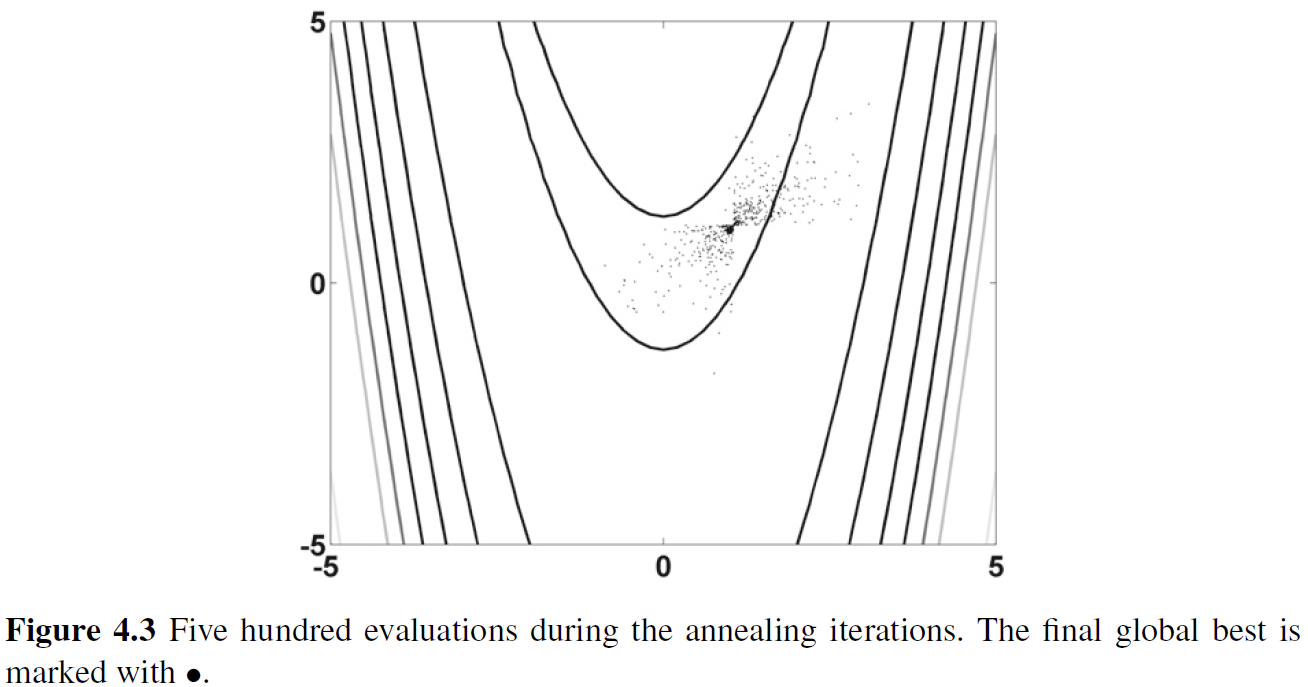 5
0
-5
-5 0 5
Figure 4.3 Five hundred evaluations during the annealing iterations. The final global best is
marked with ●.